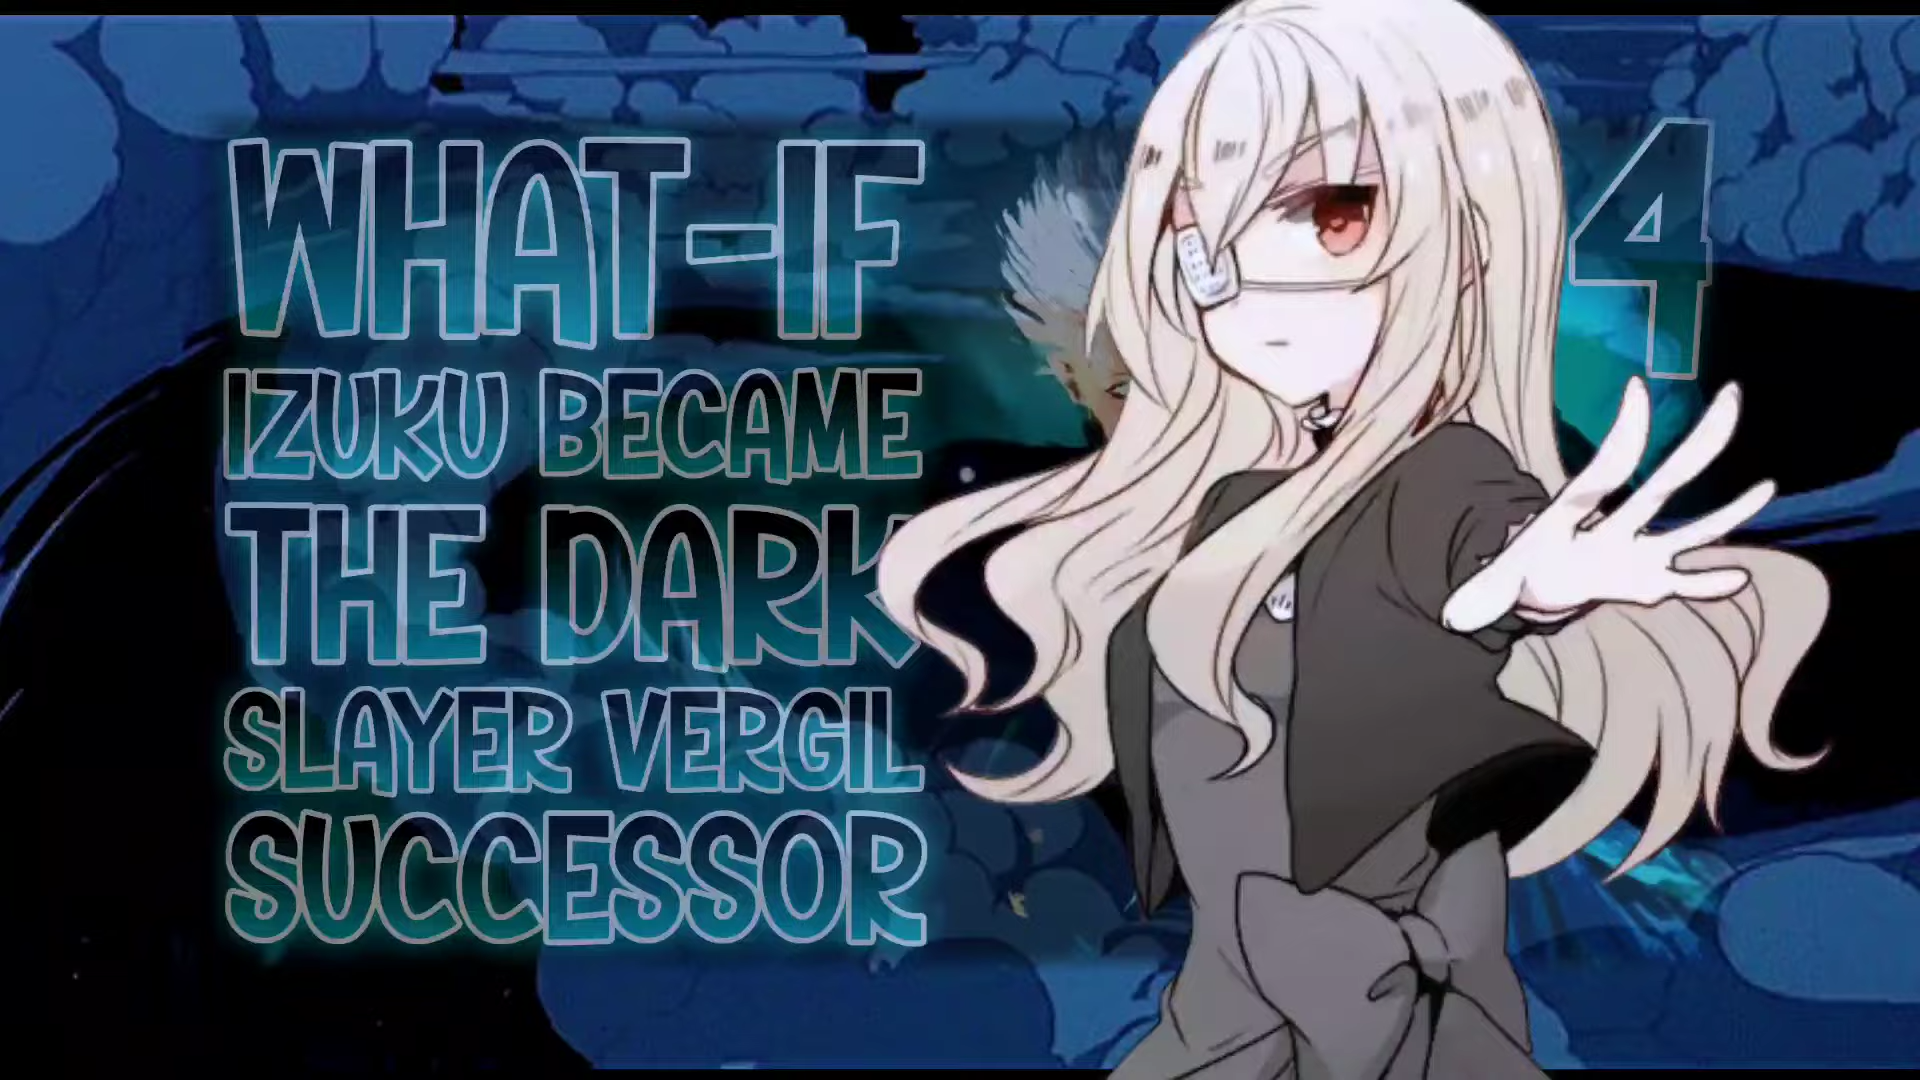 WHAT-IF
4
IZUKU BECAME
THE DARK
SLAYER VERGIL
SUCCESSOR